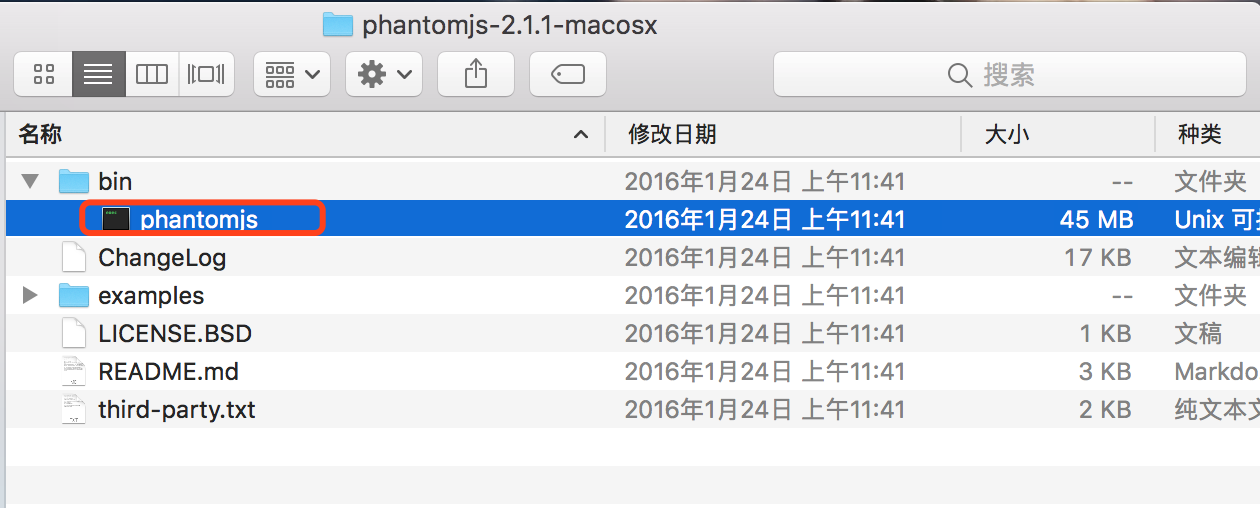 phantomjs-2.1.1-macosx
搜索
名称 修改日期 大小 种类
bin 2016年1月24日 上午11:41 -- 文件夹
phantomjs 2016年1月24日 上午11:41 45 MB Unix 可
ChangeLog 2016年1月24日 上午11:41 17 KB 文本编辑
examples 2016年1月24日 上午11:41 -- 文件夹
LICENSE.BSD 2016年1月24日 上午11:41 1 KB 文稿
README.md 2016年1月24日 上午11:41 3 KB Markdo
third-party.txt 2016年1月24日 上午11:41 2 KB 纯文本文